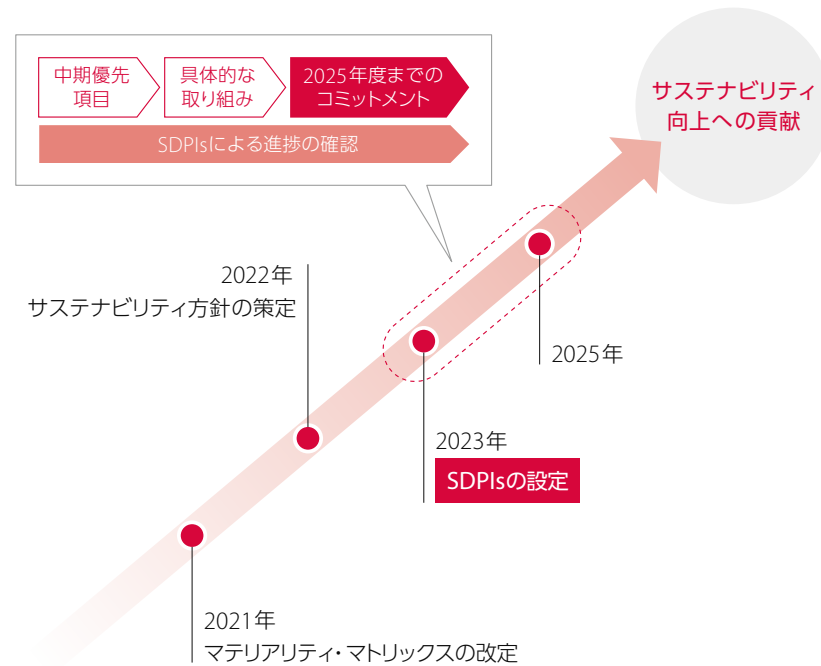 中期優先
項目
具体的な
取り組み
2025年度までの
コミットメント
SDPIsによる進捗の確認
サステナビリティ
向上への貢献
2022年
サステナビリティ方針の策定
2025年
2023年
SDPIsの設定
2021年
マテリアリティ・マトリックスの改定